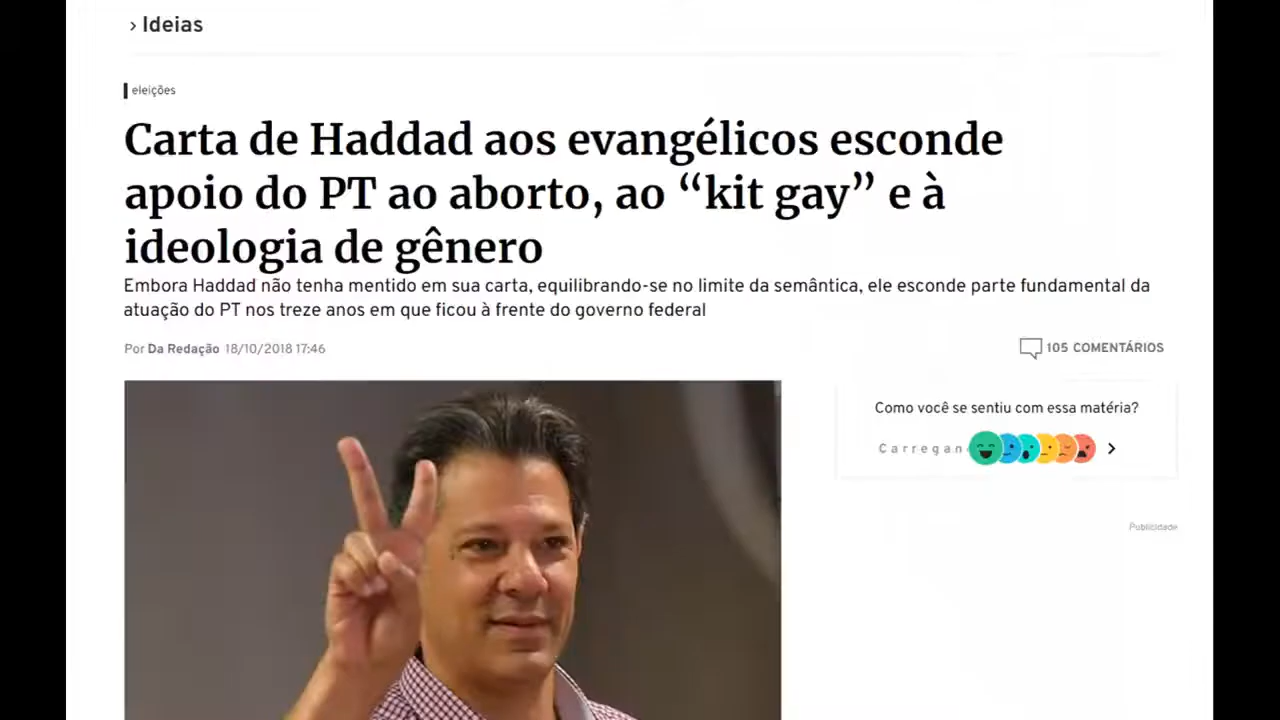 › Ideias
eleições
Carta de Haddad aos evangélicos esconde
apoio do PT ao aborto, ao “kit gay” e à
ideologia de gênero
Embora Haddad não tenha mentido em sua carta, equilibrando-se no limite da semântica, ele esconde parte fundamental da
atuação do PT nos treze anos em que ficou à frente do governo federal
Por Da Redação 18/10/2018 17:46
105 COMENTÁRIOS
Como você se sentiu com essa matéria?
Carregan
Publicidade